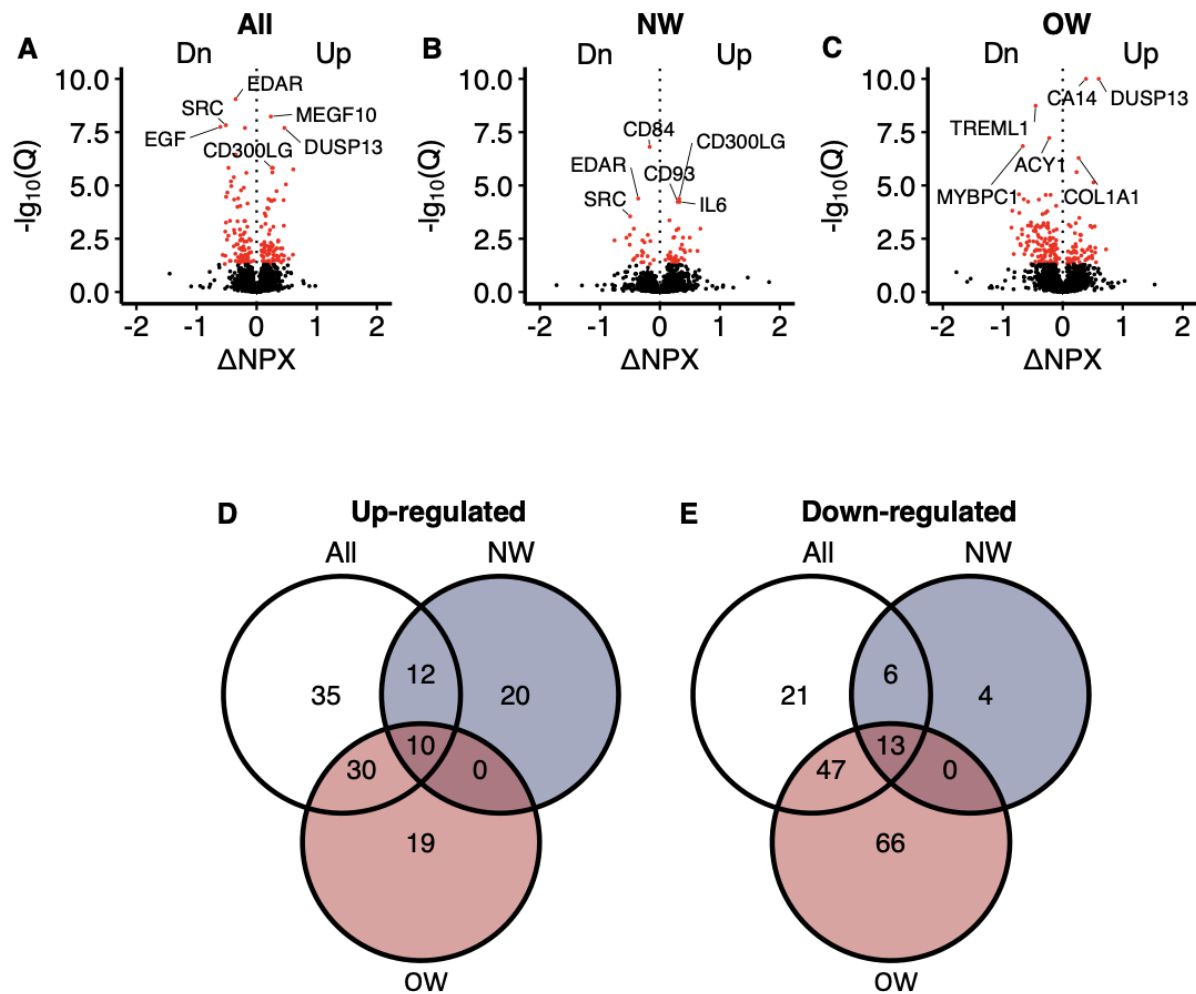 A
All
Dn
Up
10.0
7.5
5.0
2.5
0.0
-lg10(Q)
EDAR
SRC
MEGF10
EGF
DUSP13
CD300LG
-2
-1
0
1
2
ΔNPX
B
NW
Dn
Up
10.0
7.5
5.0
2.5
0.0
-lg10(Q)
CD84
CD300LG
EDAR
CD93
SRC
IL6
-2
-1
0
1
2
ΔNPX
C
OW
Dn
Up
10.0
7.5
5.0
2.5
0.0
-lg10(Q)
CA14
DUSP13
TREML1
ACY1
MYBPC1
COL1A1
-2
-1
0
1
2
ΔNPX
D
Up-regulated
All
NW
12
35
20
10
30
0
19
OW
E
Down-regulated
All
NW
6
21
4
13
47
0
66
OW